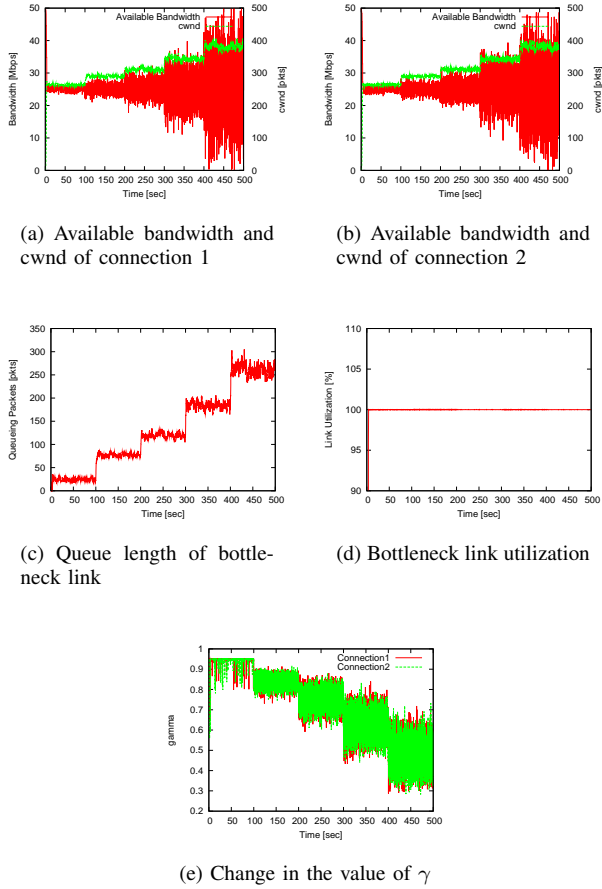 Available Bandwidth
cwnd
Bandwidth [Mbps]
0 10 20 30 40 50
cwnd [pkts]
0 100 200 300 400 500
0 50 100 150 200 250 300 350 400 450 500
Time [sec]
(a) Available bandwidth and
cwnd of connection 1
Available Bandwidth
cwnd
Bandwidth [Mbps]
0 10 20 30 40 50
cwnd [pkts]
0 100 200 300 400 500
0 50 100 150 200 250 300 350 400 450 500
Time [sec]
(b) Available bandwidth and
cwnd of connection 2
Queueing Packets [pkts]
0 50 100 150 200 250 300 350
0 50 100 150 200 250 300 350 400 450 500
Time [sec]
(c) Queue length of bottle-
neck link
Link Utilization [%]
90 95 100 105 110
0 50 100 150 200 250 300 350 400 450 500
Time [sec]
(d) Bottleneck link utilization
Connection1
Connection2
gamma
0.2 0.3 0.4 0.5 0.6 0.7 0.8 0.9 1
0 50 100 150 200 250 300 350 400 450 500
Time [sec]
(e) Change in the value of γ